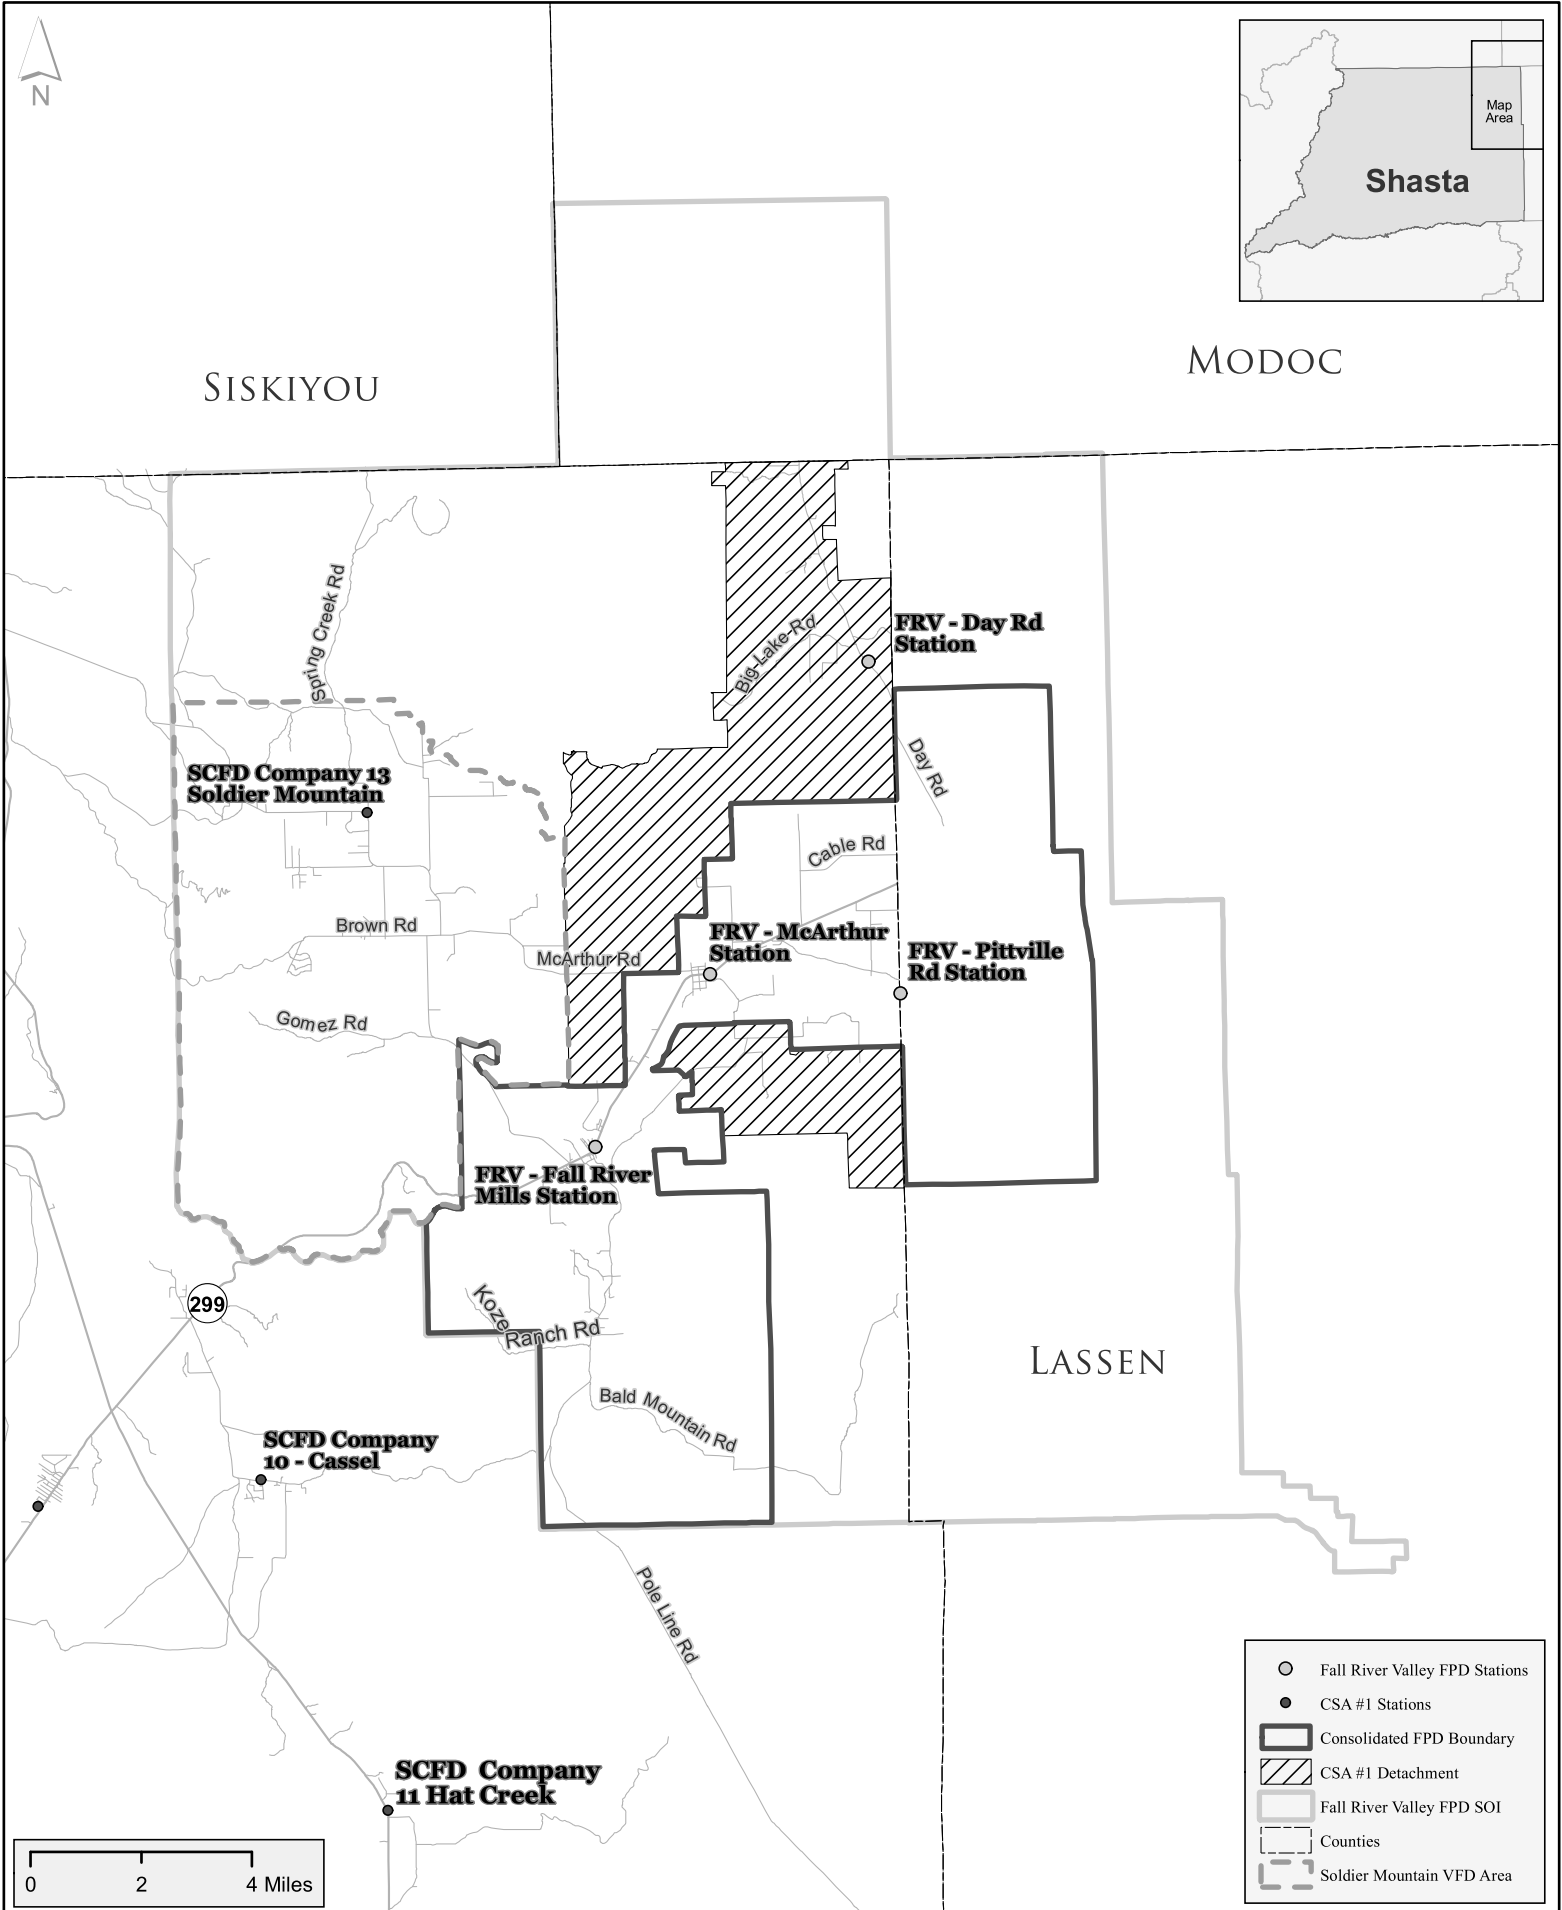 N
Map
Area
Shasta
SISKIYOU
MODOC
Spring Creek Rd
Big-Lake-Rd
FRV - Day Rd
Station
Day Rd
SCFD Company 13
Soldier Mountain
Cable Rd
Brown Rd
McArthur Rd
FRV - McArthur
Station
FRV - Pittville
Rd Station
Gomez Rd
FRV - Fall River
Mills Station
299
Koze
Ranch Rd
LASSEN
Bald Mountain Rd
SCFD Company
10 - Cassel
Pole Line Rd
SCFD Company
11 Hat Creek
Fall River Valley FPD Stations
CSA #1 Stations
Consolidated FPD Boundary
CSA #1 Detachment
Fall River Valley FPD SOI
Counties
Soldier Mountain VFD Area
0 2 4 Miles